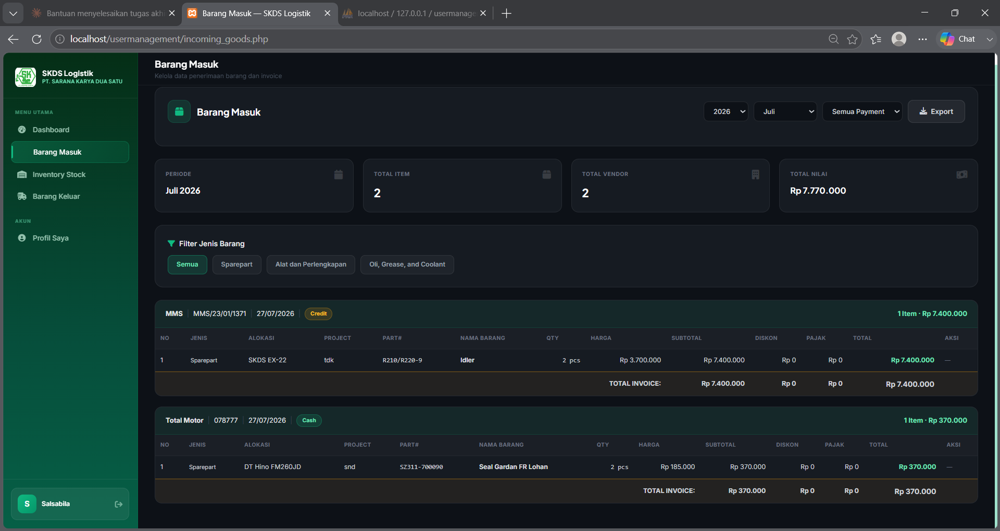 Bantuan menyelesaikan tugas akhi
Barang Masuk — SKDS Logistik
localhost / 127.0.0.1 / usermanage
localhost/usermanagement/incoming_goods.php
Chat
SK
SKDS Logistik
PT. SARANA KARYA DUA SATU
MENU UTAMA
Dashboard
Barang Masuk
Inventory Stock
Barang Keluar
AKUN
Profil Saya
S
Salsabila
Barang Masuk
Kelola data penerimaan barang dan invoice
Barang Masuk
2026
Juli
Semua Payment
Export
PERIODE
Juli 2026
TOTAL ITEM
2
TOTAL VENDOR
2
TOTAL NILAI
Rp 7.770.000
Filter Jenis Barang
Semua
Sparepart
Alat dan Perlengkapan
Oli, Grease, and Coolant
MMS MMS/23/01/1371 27/07/2026 Credit 1 Item · Rp 7.400.000
NO JENIS ALOKASI PROJECT PART# NAMA BARANG QTY HARGA SUBTOTAL DISKON PAJAK TOTAL AKSI
1 Sparepart SKDS EX-22 tdk R210/R220-9 Idler 2 pcs Rp 3.700.000 Rp 7.400.000 Rp 0 Rp 0 Rp 7.400.000 —
TOTAL INVOICE: Rp 7.400.000 Rp 0 Rp 0 Rp 7.400.000
Total Motor 078777 27/07/2026 Cash 1 Item · Rp 370.000
NO JENIS ALOKASI PROJECT PART# NAMA BARANG QTY HARGA SUBTOTAL DISKON PAJAK TOTAL AKSI
1 Sparepart DT Hino FM260JD snd SZ311-700090 Seal Gardan FR Lohan 2 pcs Rp 185.000 Rp 370.000 Rp 0 Rp 0 Rp 370.000 —
TOTAL INVOICE: Rp 370.000 Rp 0 Rp 0 Rp 370.000